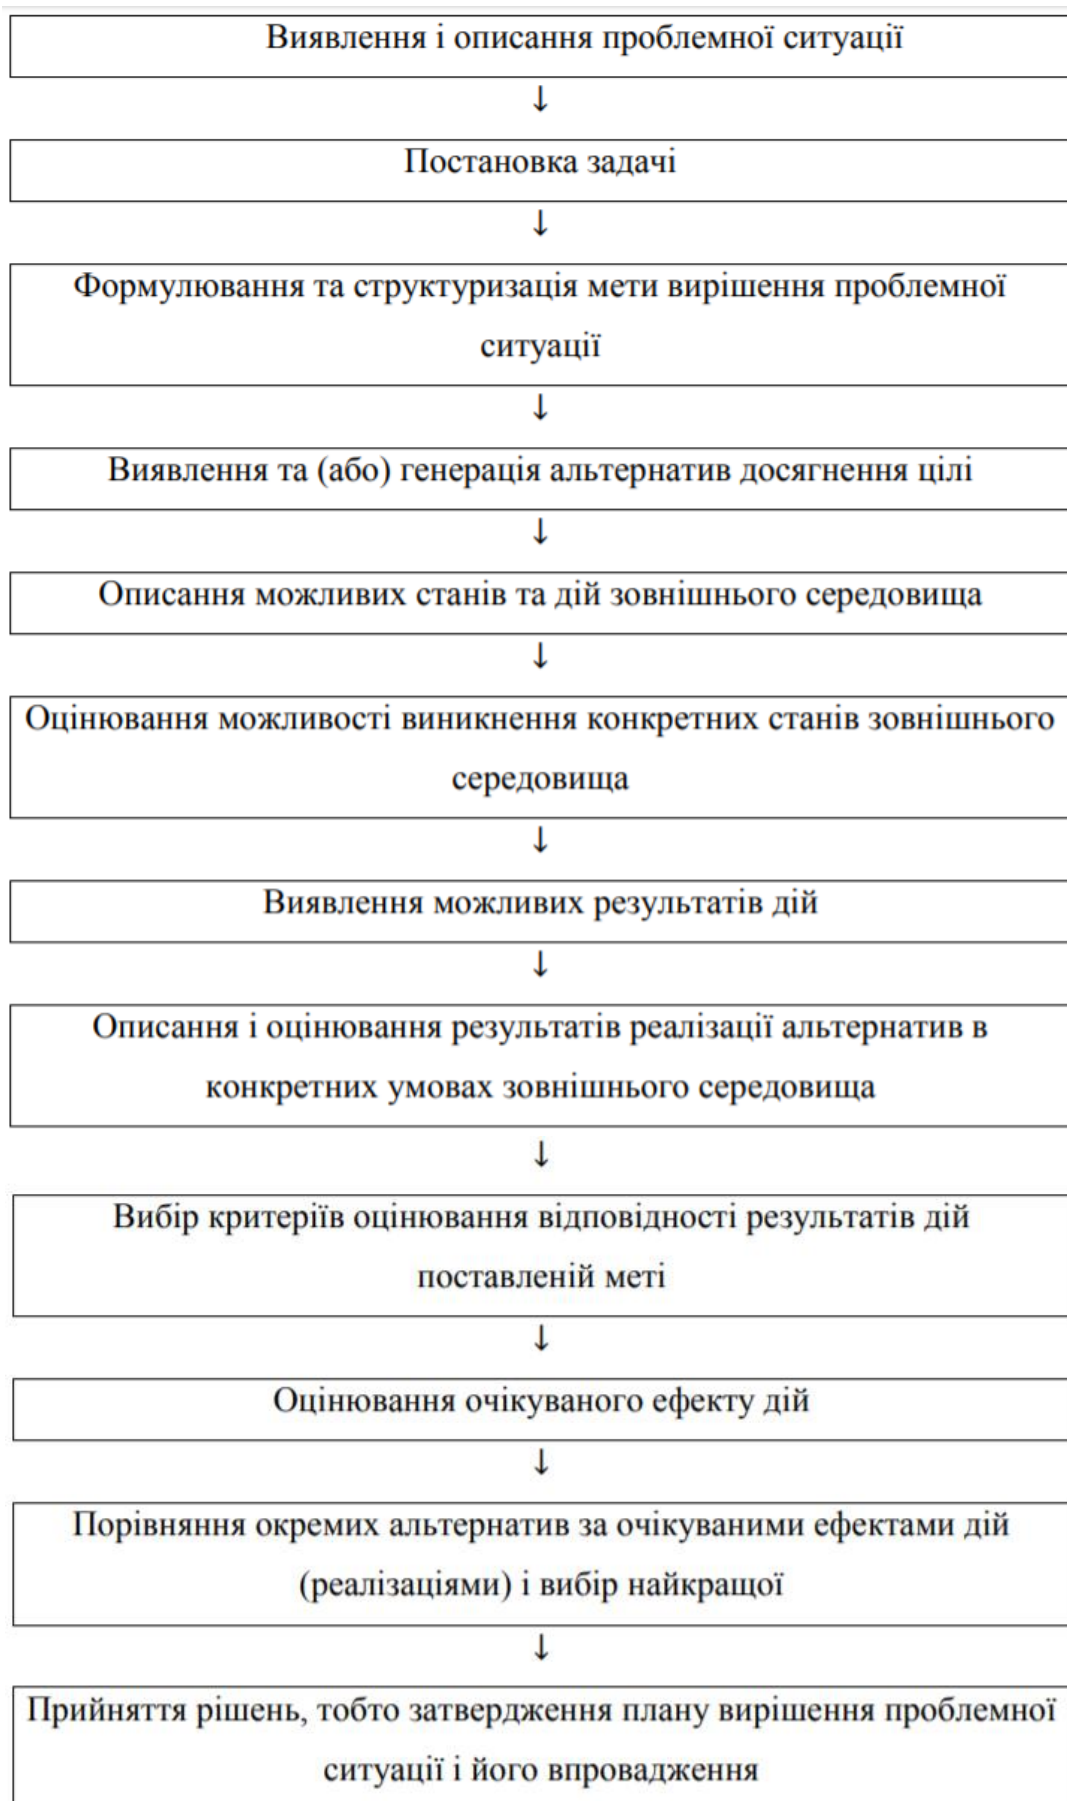 Виявлення і описання проблемної ситуації
↓
Постановка задачі
↓
Формулювання та структуризація мети вирішення проблемної
ситуації
↓
Виявлення та (або) генерація альтернатив досягнення цілі
↓
Описання можливих станів та дій зовнішнього середовища
↓
Оцінювання можливості виникнення конкретних станів зовнішнього
середовища
↓
Виявлення можливих результатів дій
↓
Описання і оцінювання результатів реалізації альтернатив в
конкретних умовах зовнішнього середовища
↓
Вибір критеріїв оцінювання відповідності результатів дій
поставленій меті
↓
Оцінювання очікуваного ефекту дій
↓
Порівняння окремих альтернатив за очікуваними ефектами дій
(реалізаціями) і вибір найкращої
↓
Прийняття рішень, тобто затвердження плану вирішення проблемної
ситуації і його впровадження